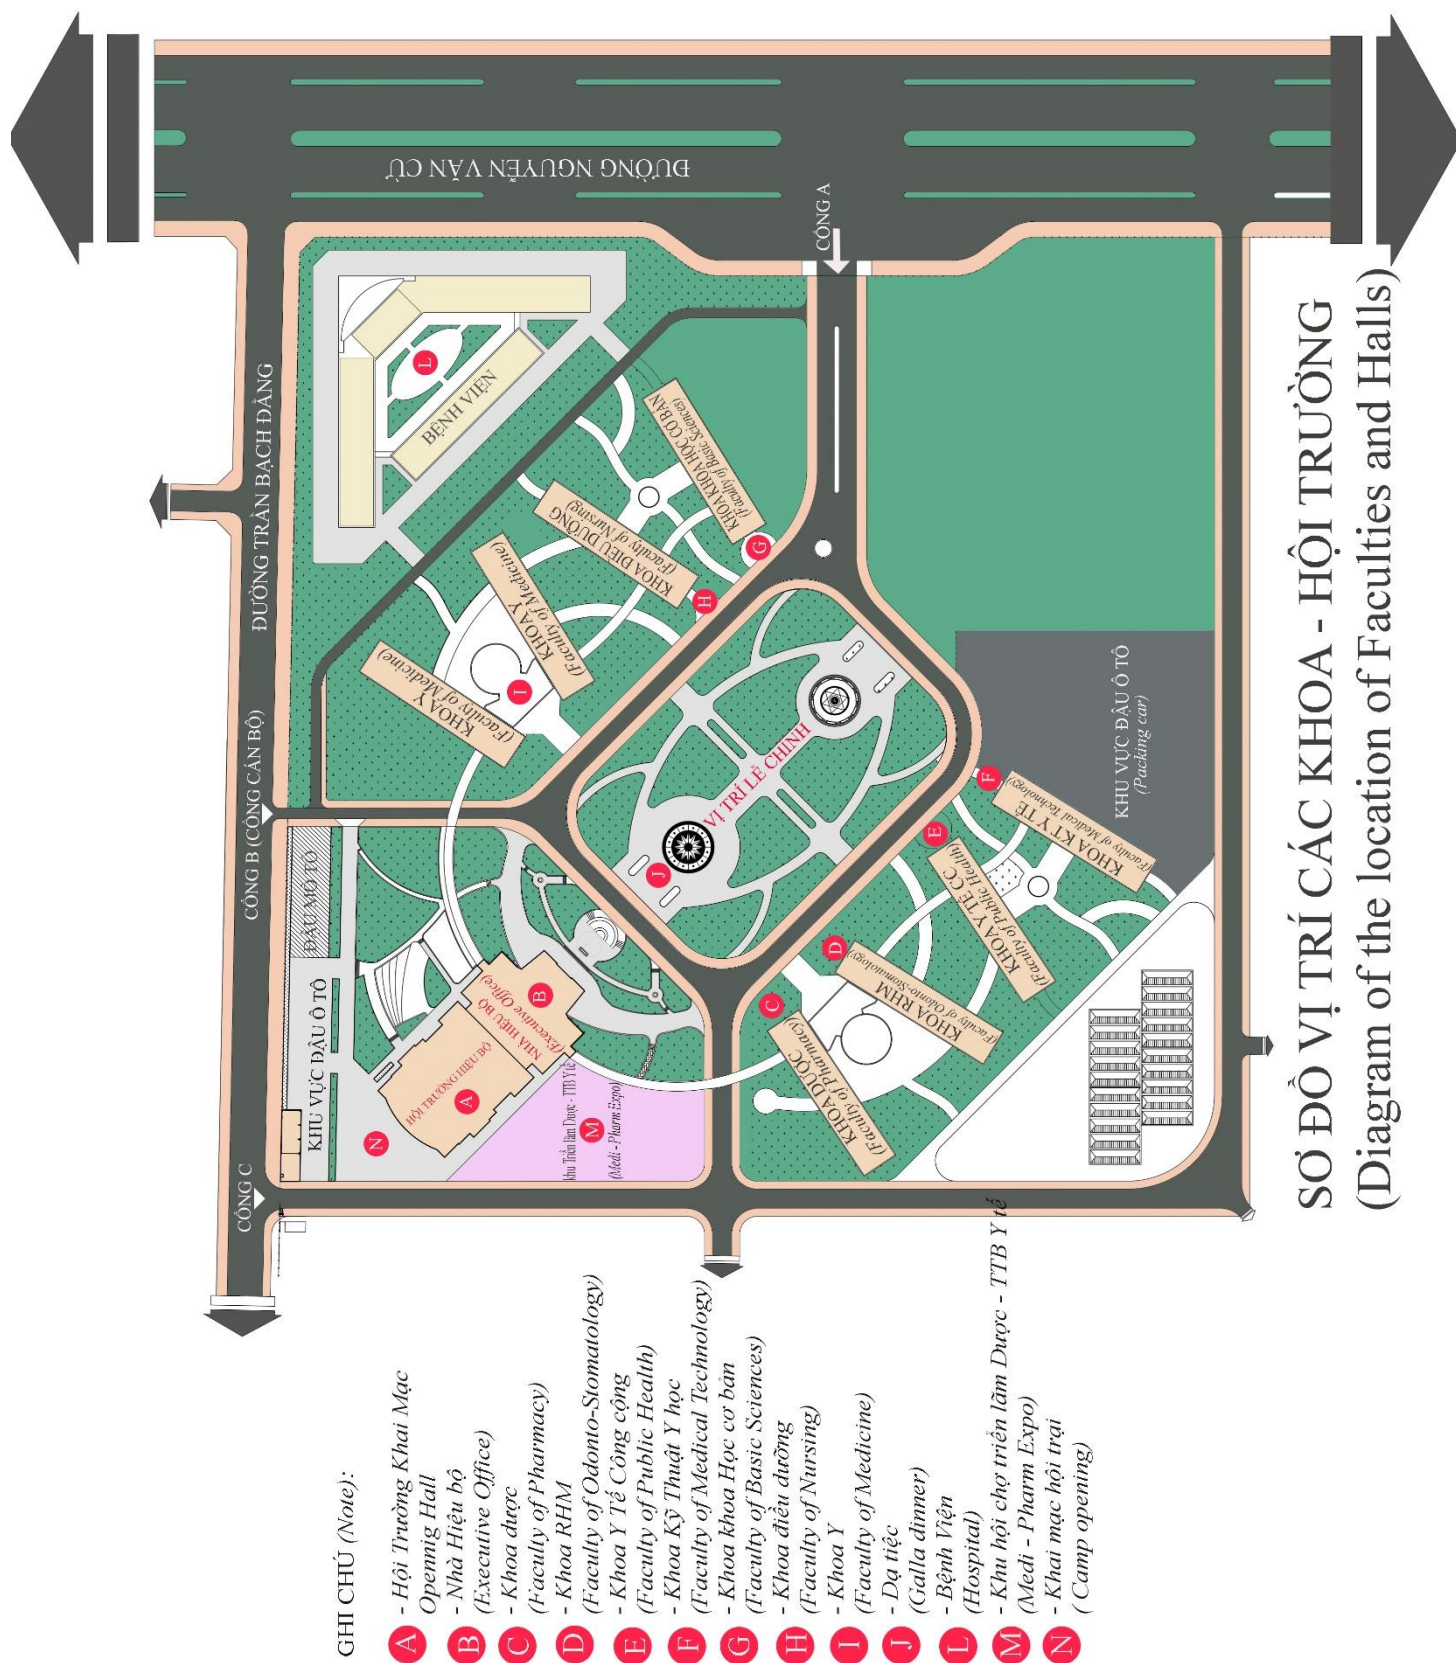 SƠ ĐỒ VỊ TRÍ CÁC KHOA - HỘI TRƯỜNG
(Diagram of the location of Faculties and Halls)
ĐƯỜNG NGUYỄN VĂN CỪ
ĐƯỜNG TRẦN BẠCH ĐẰNG
CỔNG A
CỔNG B (CỔNG CÁN BỘ)
CỔNG C
BỆNH VIỆN
L
KHOA KHOA HỌC CƠ BẢN
(Faculty of Basic Sciences)
G
KHOA ĐIỀU DƯỠNG
(Faculty of Nursing)
H
KHOA Y
(Faculty of Medicine)
I
KHOA Y
(Faculty of Medicine)
VỊ TRÍ LỄ CHÍNH
J
ĐẬU MÔ TÔ
KHU VỰC ĐẬU Ô TÔ
NHÀ HIỆU BỘ
(Executive Office)
B
HỘI TRƯỜNG HIỆU BỘ
A
N
khu Triển lãm Dược - TTB Y tế
(Medi - Pharm Expo)
M
KHU VỰC ĐẬU Ô TÔ
(Packing car)
F
KHOA KT Y TẾ
(Faculty of Medical Technology)
E
KHOA Y TẾ CC
(Faculty of Public Health)
D
KHOA RHM
(Faculty of Odonto-Stomatology)
C
KHOA DƯỢC
(Faculty of Pharmacy)
GHI CHÚ (Note):
A - Hội Trường Khai Mạc
Opennig Hall
B - Nhà Hiệu bộ
(Executive Office)
C - Khoa dược
(Faculty of Pharmacy)
D - Khoa RHM
(Faculty of Odonto-Stomatology)
E - Khoa Y Tế Công cộng
(Faculty of Public Health)
F - Khoa Kỹ Thuật Y học
(Faculty of Medical Technology)
G - Khoa khoa Học cơ bản
(Faculty of Basic Sciences)
H - Khoa điều dưỡng
(Faculty of Nursing)
I - Khoa Y
(Faculty of Medicine)
J - Dạ tiệc
(Galla dinner)
L - Bệnh Viện
(Hospital)
M - Khu hội chợ triển lãm Dược - TTB Y tế
(Medi - Pharm Expo)
N - Khai mạc hội trại
( Camp opening)